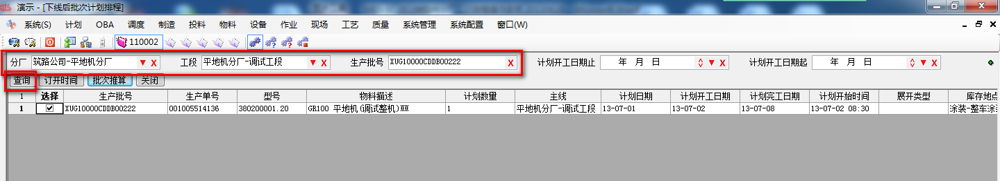 演示 - [下线后批次计划排程]
系统(S) 计划 OBA 调度 制造 投料 物料 设备 作业 现场 工艺 质量 系统管理 系统配置 窗口(W)
110002
分厂 筑路公司-平地机分厂 工段 平地机分厂-调试工段 生产批号 XUG10000CDDB00222 计划开工日期止 年 月 日 计划开工日期起 年 月 日
查询 订开时间 批次推算 关闭
1 选择 生产批号 生产单号 型号 物料描述 计划数量 主线 计划日期 计划开工日期 计划完工日期 计划开始时间 展开类型 库存地点
1 XUG10000CDDB00222 001005514136 380200001.20 GR100 平地机(调试整机)** 1 平地机分厂-调试工段 13-07-01 13-07-02 13-07-08 13-07-02 08:30 涂装-整车涂